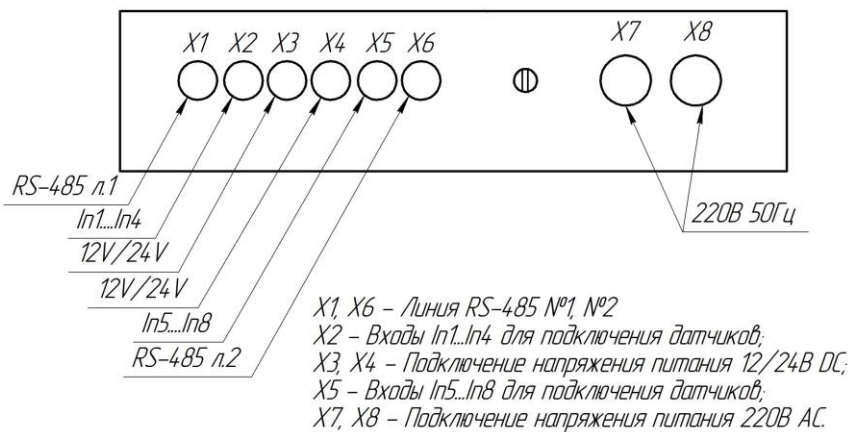 X1 X2 X3 X4 X5 X6 X7 X8
RS-485 л.1
In1....In4
12V/24V
12V/24V
In5....In8
RS-485 л.2
220В 50Гц
X1, X6 – Линия RS-485 №1, №2
X2 – Входы In1...In4 для подключения датчиков;
X3, X4 – Подключение напряжения питания 12/24В DC;
X5 – Входы In5...In8 для подключения датчиков;
X7, X8 – Подключение напряжения питания 220В AC.